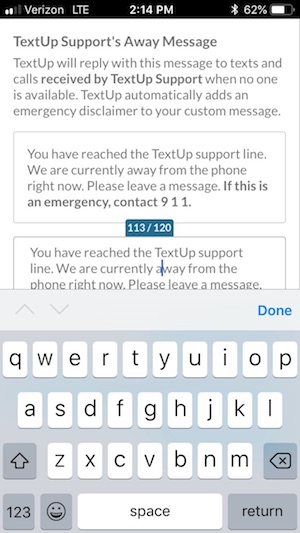 Verizon LTE 2:14 PM 62%
TextUp Support's Away Message
TextUp will reply with this message to texts and
calls received by TextUp Support when no one
is available. TextUp automatically adds an
emergency disclaimer to your custom message.
You have reached the TextUp support line.
We are currently away from the phone
right now. Please leave a message. If this is
an emergency, contact 9 1 1.
113 / 120
You have reached the TextUp support
line. We are currently away from the
phone right now. Please leave a message.
Done
q w e r t y u i o p
a s d f g h j k l
z x c v b n m
123 space return